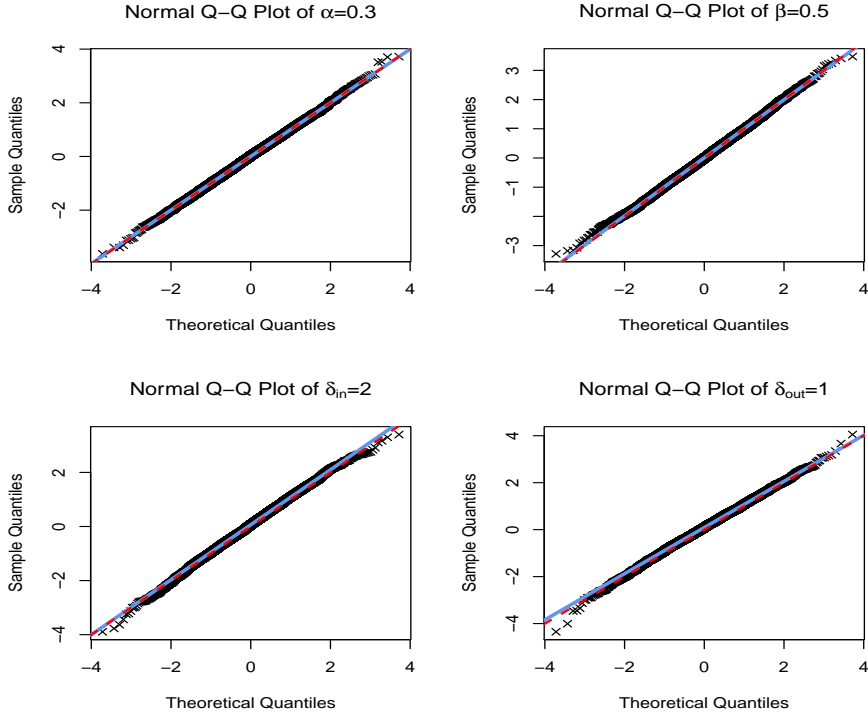 Normal Q−Q Plot of α=0.3
Sample Quantiles
4
2
0
−2
−4 −2 0 2 4
Theoretical Quantiles
Normal Q−Q Plot of β=0.5
Sample Quantiles
3
2
1
0
−1
−3
−4 −2 0 2 4
Theoretical Quantiles
Normal Q−Q Plot of δin=2
Sample Quantiles
2
0
−2
−4
−4 −2 0 2 4
Theoretical Quantiles
Normal Q−Q Plot of δout=1
Sample Quantiles
4
2
0
−2
−4
−4 −2 0 2 4
Theoretical Quantiles